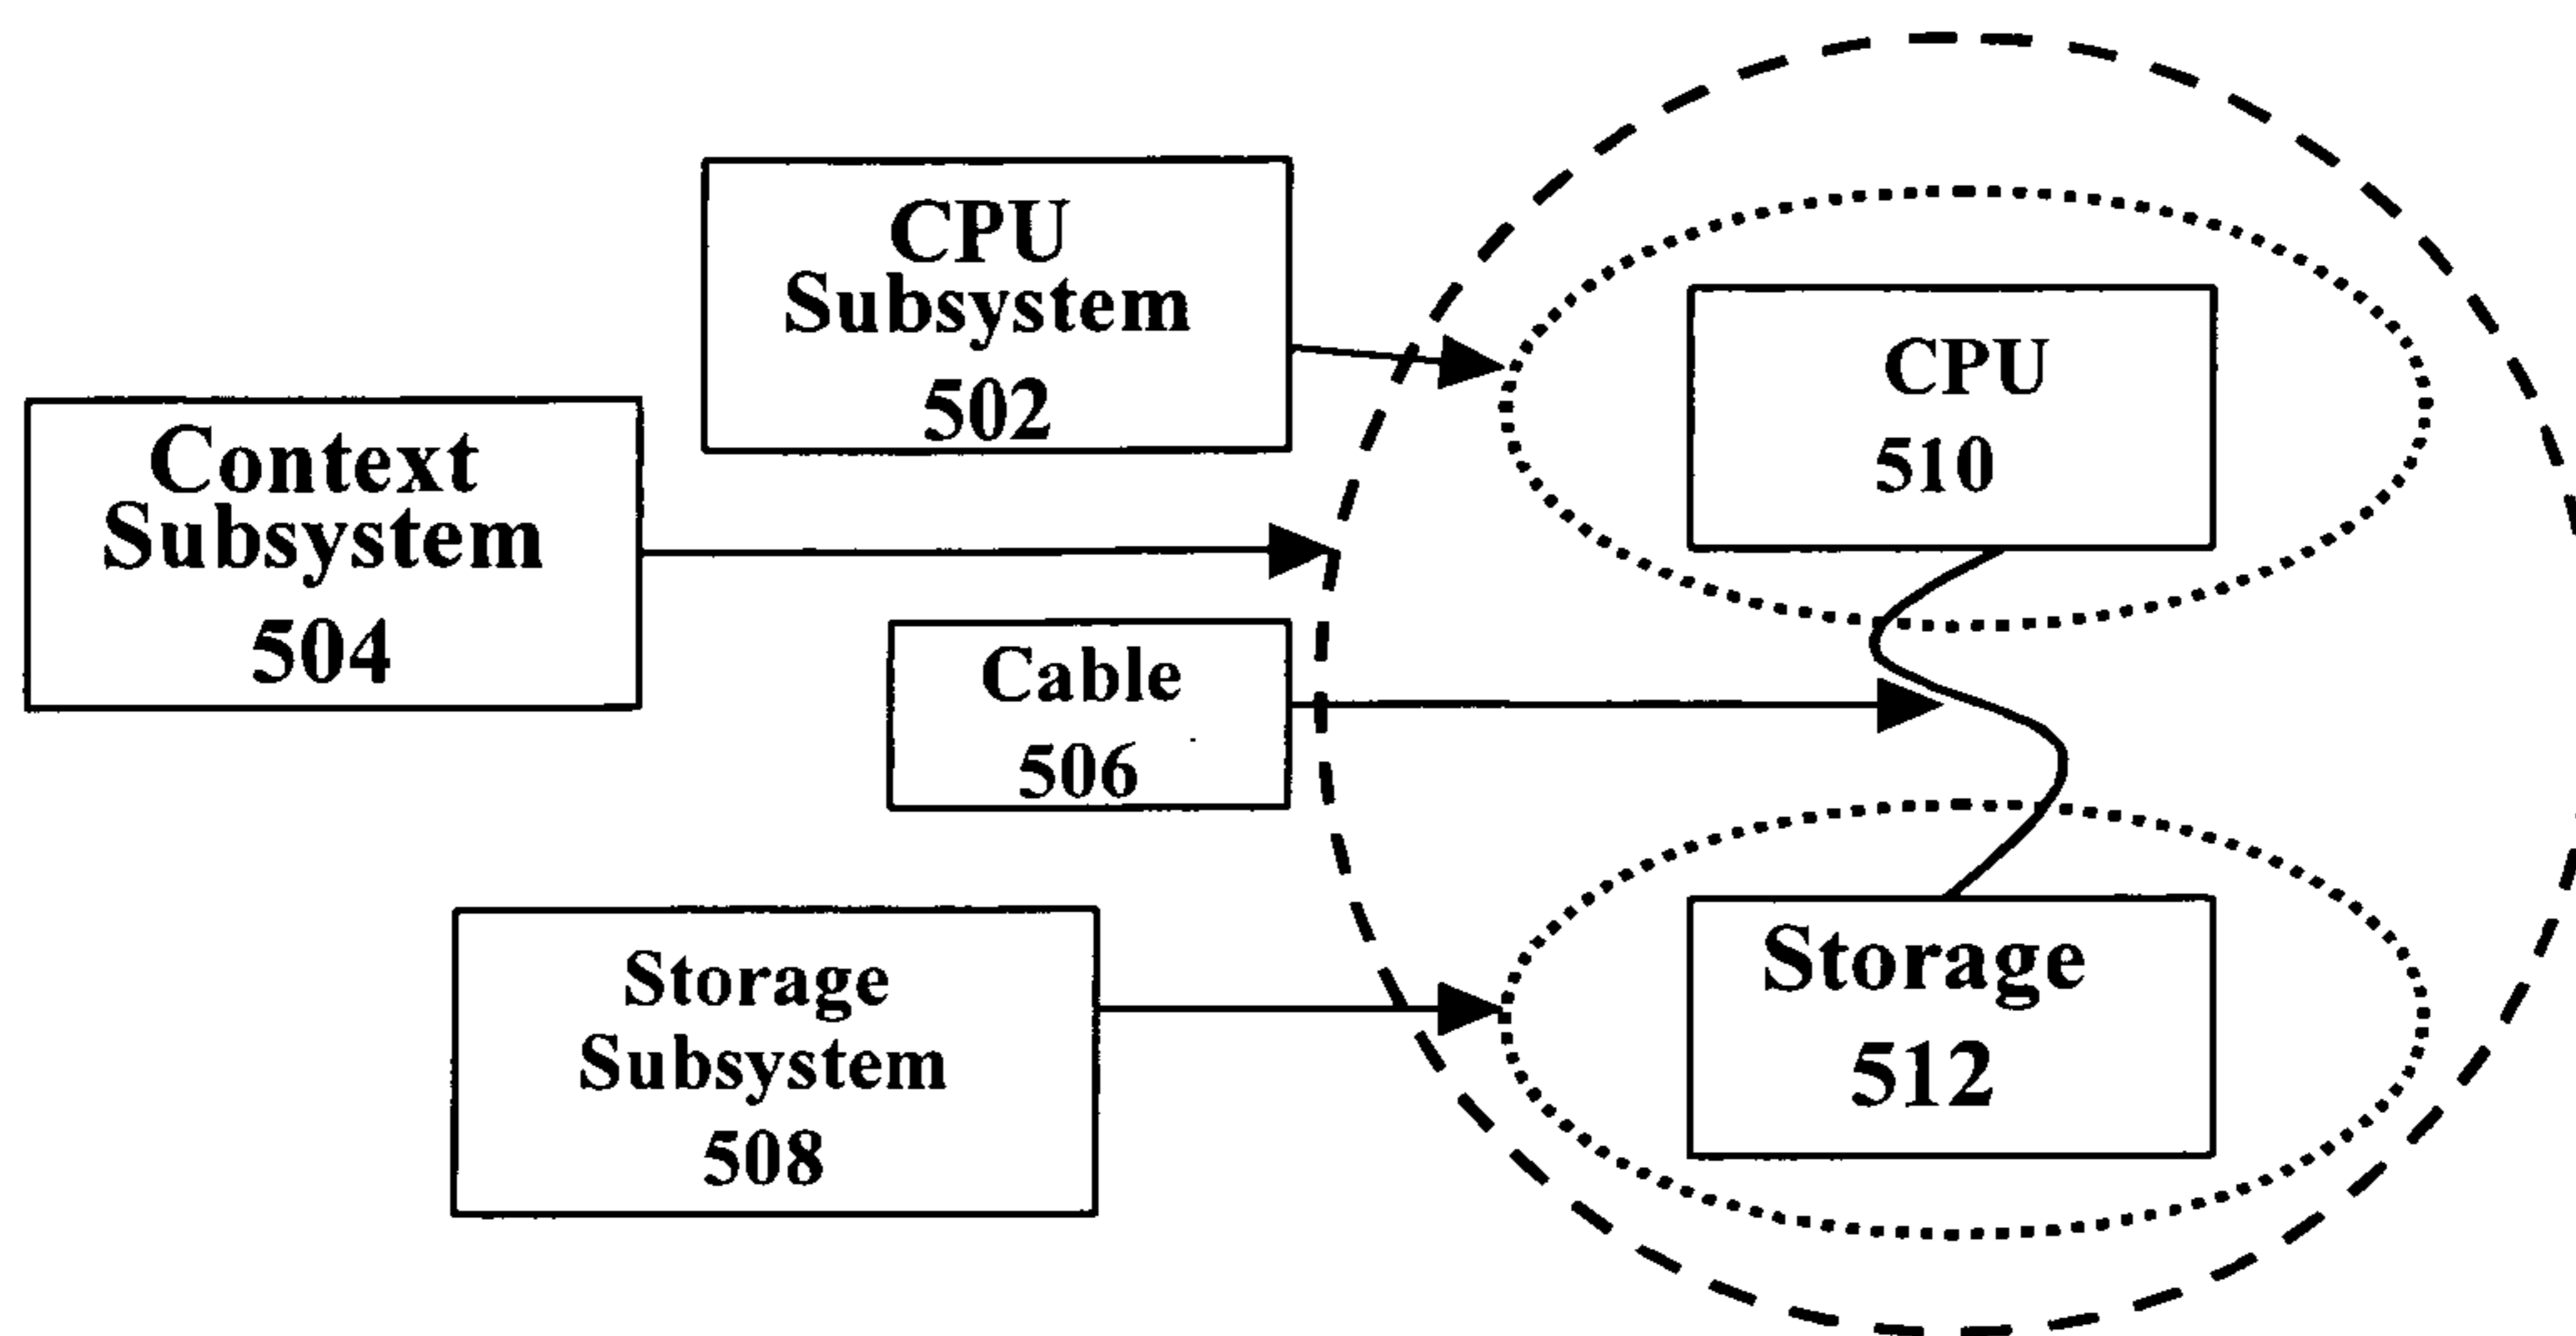 CPU
Subsystem
502
CPU
510
Context
Subsystem
504
Cable
506
Storage
Subsystem
508
Storage
512